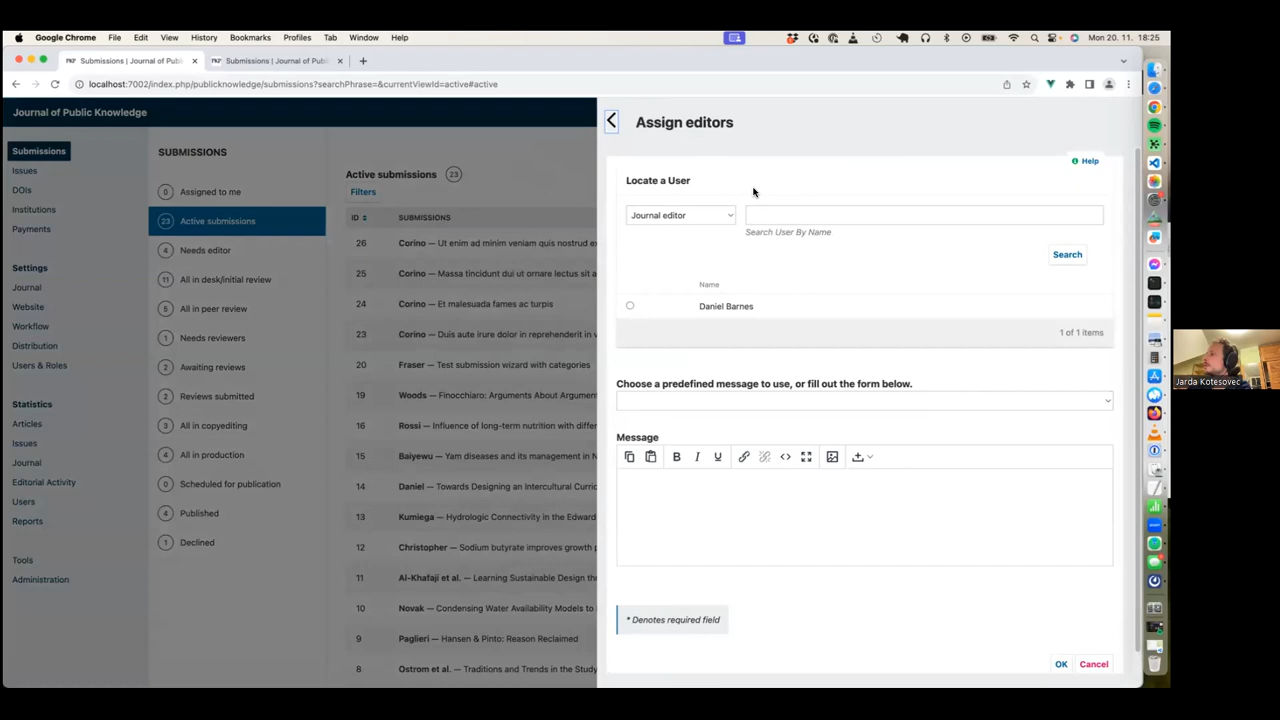 Google Chrome File Edit View History Bookmarks Profiles Tab Window Help Mon 20. 11. 18:25
Submissions | Journal of Publ Submissions | Journal of Publ
localhost:7002/index.php/publicknowledge/submissions?searchPhrase=&currentViewId=active#active
Journal of Public Knowledge
Submissions
Issues
DOIs
Institutions
Payments
Settings
Journal
Website
Workflow
Distribution
Users & Roles
Statistics
Articles
Issues
Journal
Editorial Activity
Users
Reports
Tools
Administration
SUBMISSIONS
0 Assigned to me
23 Active submissions
4 Needs editor
11 All in desk/initial review
5 All in peer review
1 Needs reviewers
2 Awaiting reviews
2 Reviews submitted
3 All in copyediting
4 All in production
0 Scheduled for publication
4 Published
1 Declined
Active submissions 23
Filters
ID SUBMISSIONS
26 Corino — Ut enim ad minim veniam quis nostrud ex
25 Corino — Massa tincidunt dui ut ornare lectus sit a
24 Corino — Et malesuada fames ac turpis
23 Corino — Duis aute irure dolor in reprehenderit in v
20 Fraser — Test submission wizard with categories
19 Woods — Finocchiaro: Arguments About Argument
16 Rossi — Influence of long-term nutrition with differe
15 Baiyewu — Yam diseases and its management in N
14 Daniel — Towards Designing an Intercultural Curric
13 Kumiega — Hydrologic Connectivity in the Edward
12 Christopher — Sodium butyrate improves growth p
11 Al-Khafaji et al. — Learning Sustainable Design th
10 Novak — Condensing Water Availability Models to
9 Paglieri — Hansen & Pinto: Reason Reclaimed
8 Ostrom et al. — Traditions and Trends in the Study
Assign editors
Help
Locate a User
Journal editor
Search User By Name
Search
Name
Daniel Barnes
1 of 1 items
Choose a predefined message to use, or fill out the form below.
Message
B I U
* Denotes required field
OK Cancel
Jarda Kotesovec